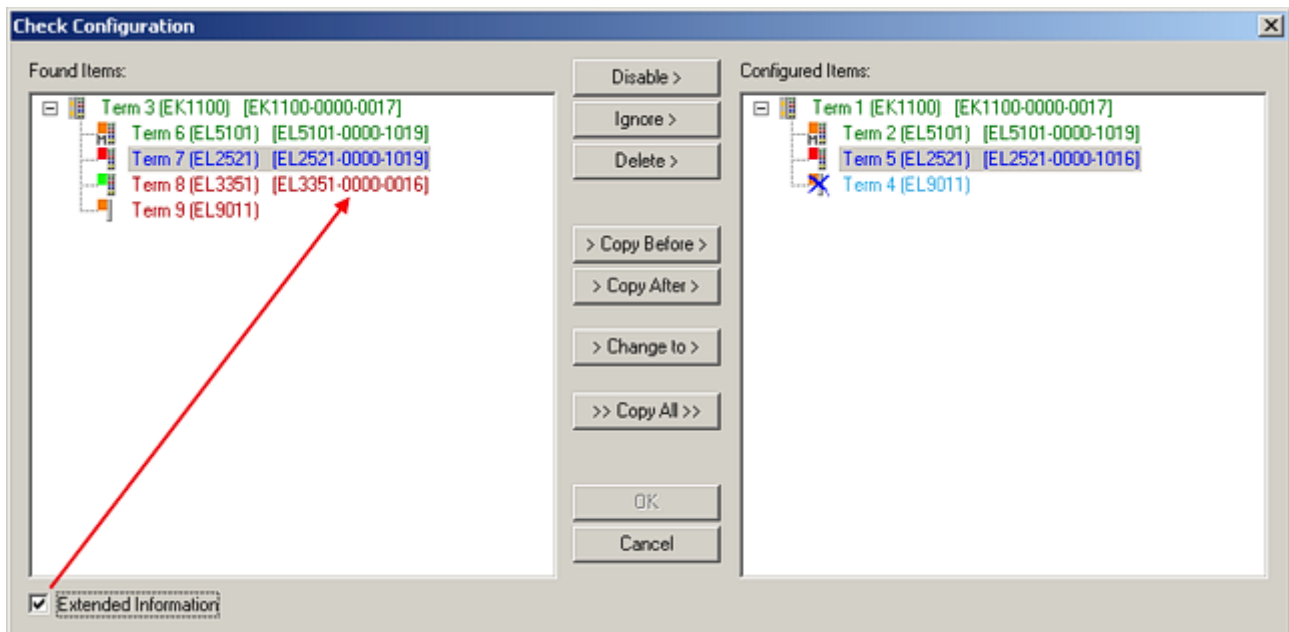 Check Configuration
Found Items:
Term 3 (EK1100) [EK1100-0000-0017]
Term 6 (EL5101) [EL5101-0000-1019]
Term 7 (EL2521) [EL2521-0000-1019]
Term 8 (EL3351) [EL3351-0000-0016]
Term 9 (EL9011)
Disable >
Ignore >
Delete >
> Copy Before >
> Copy After >
> Change to >
>> Copy All >>
OK
Cancel
Configured Items:
Term 1 (EK1100) [EK1100-0000-0017]
Term 2 (EL5101) [EL5101-0000-1019]
Term 5 (EL2521) [EL2521-0000-1016]
Term 4 (EL9011)
Extended Information